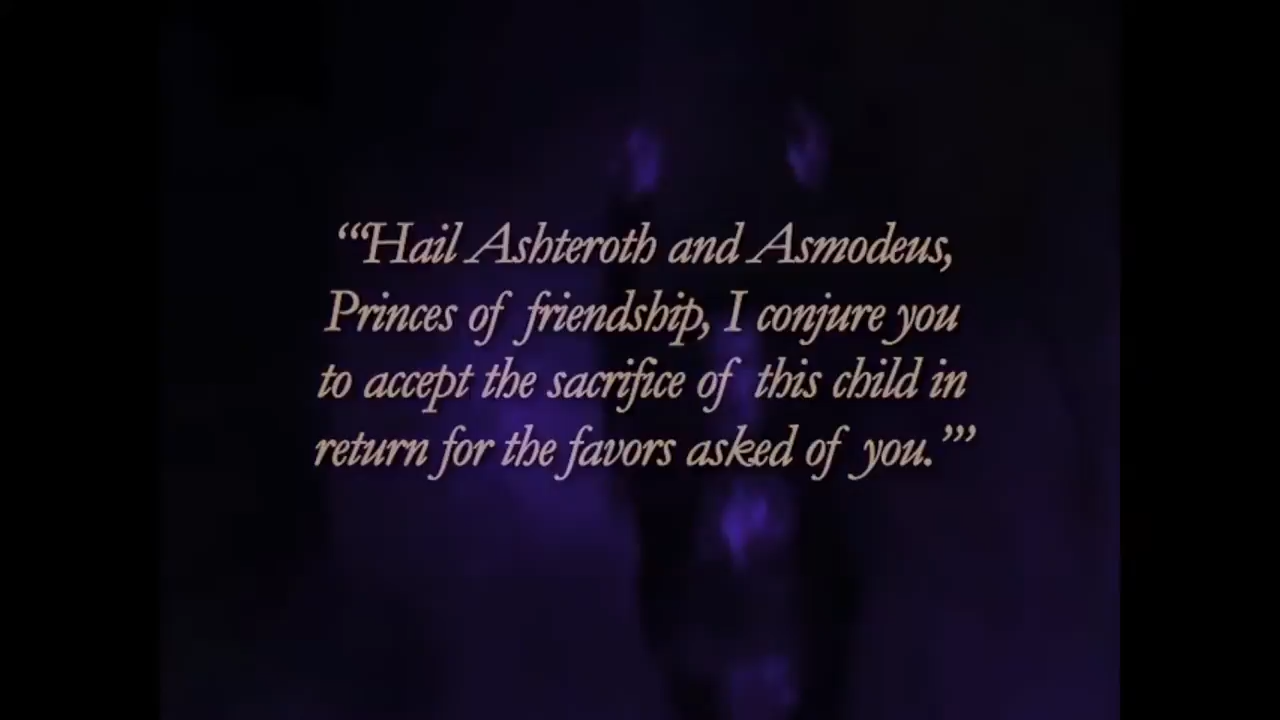 “‘“Hail Ashteroth and Asmodeus,
Princes of friendship, I conjure you
to accept the sacrifice of this child in
return for the favors asked of you.”’”